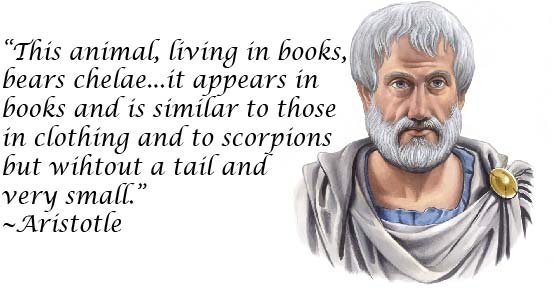 “This animal, living in books,
bears chelae...it appears in
books and is similar to those
in clothing and to scorpions
but wihtout a tail and
very small.”
~Aristotle